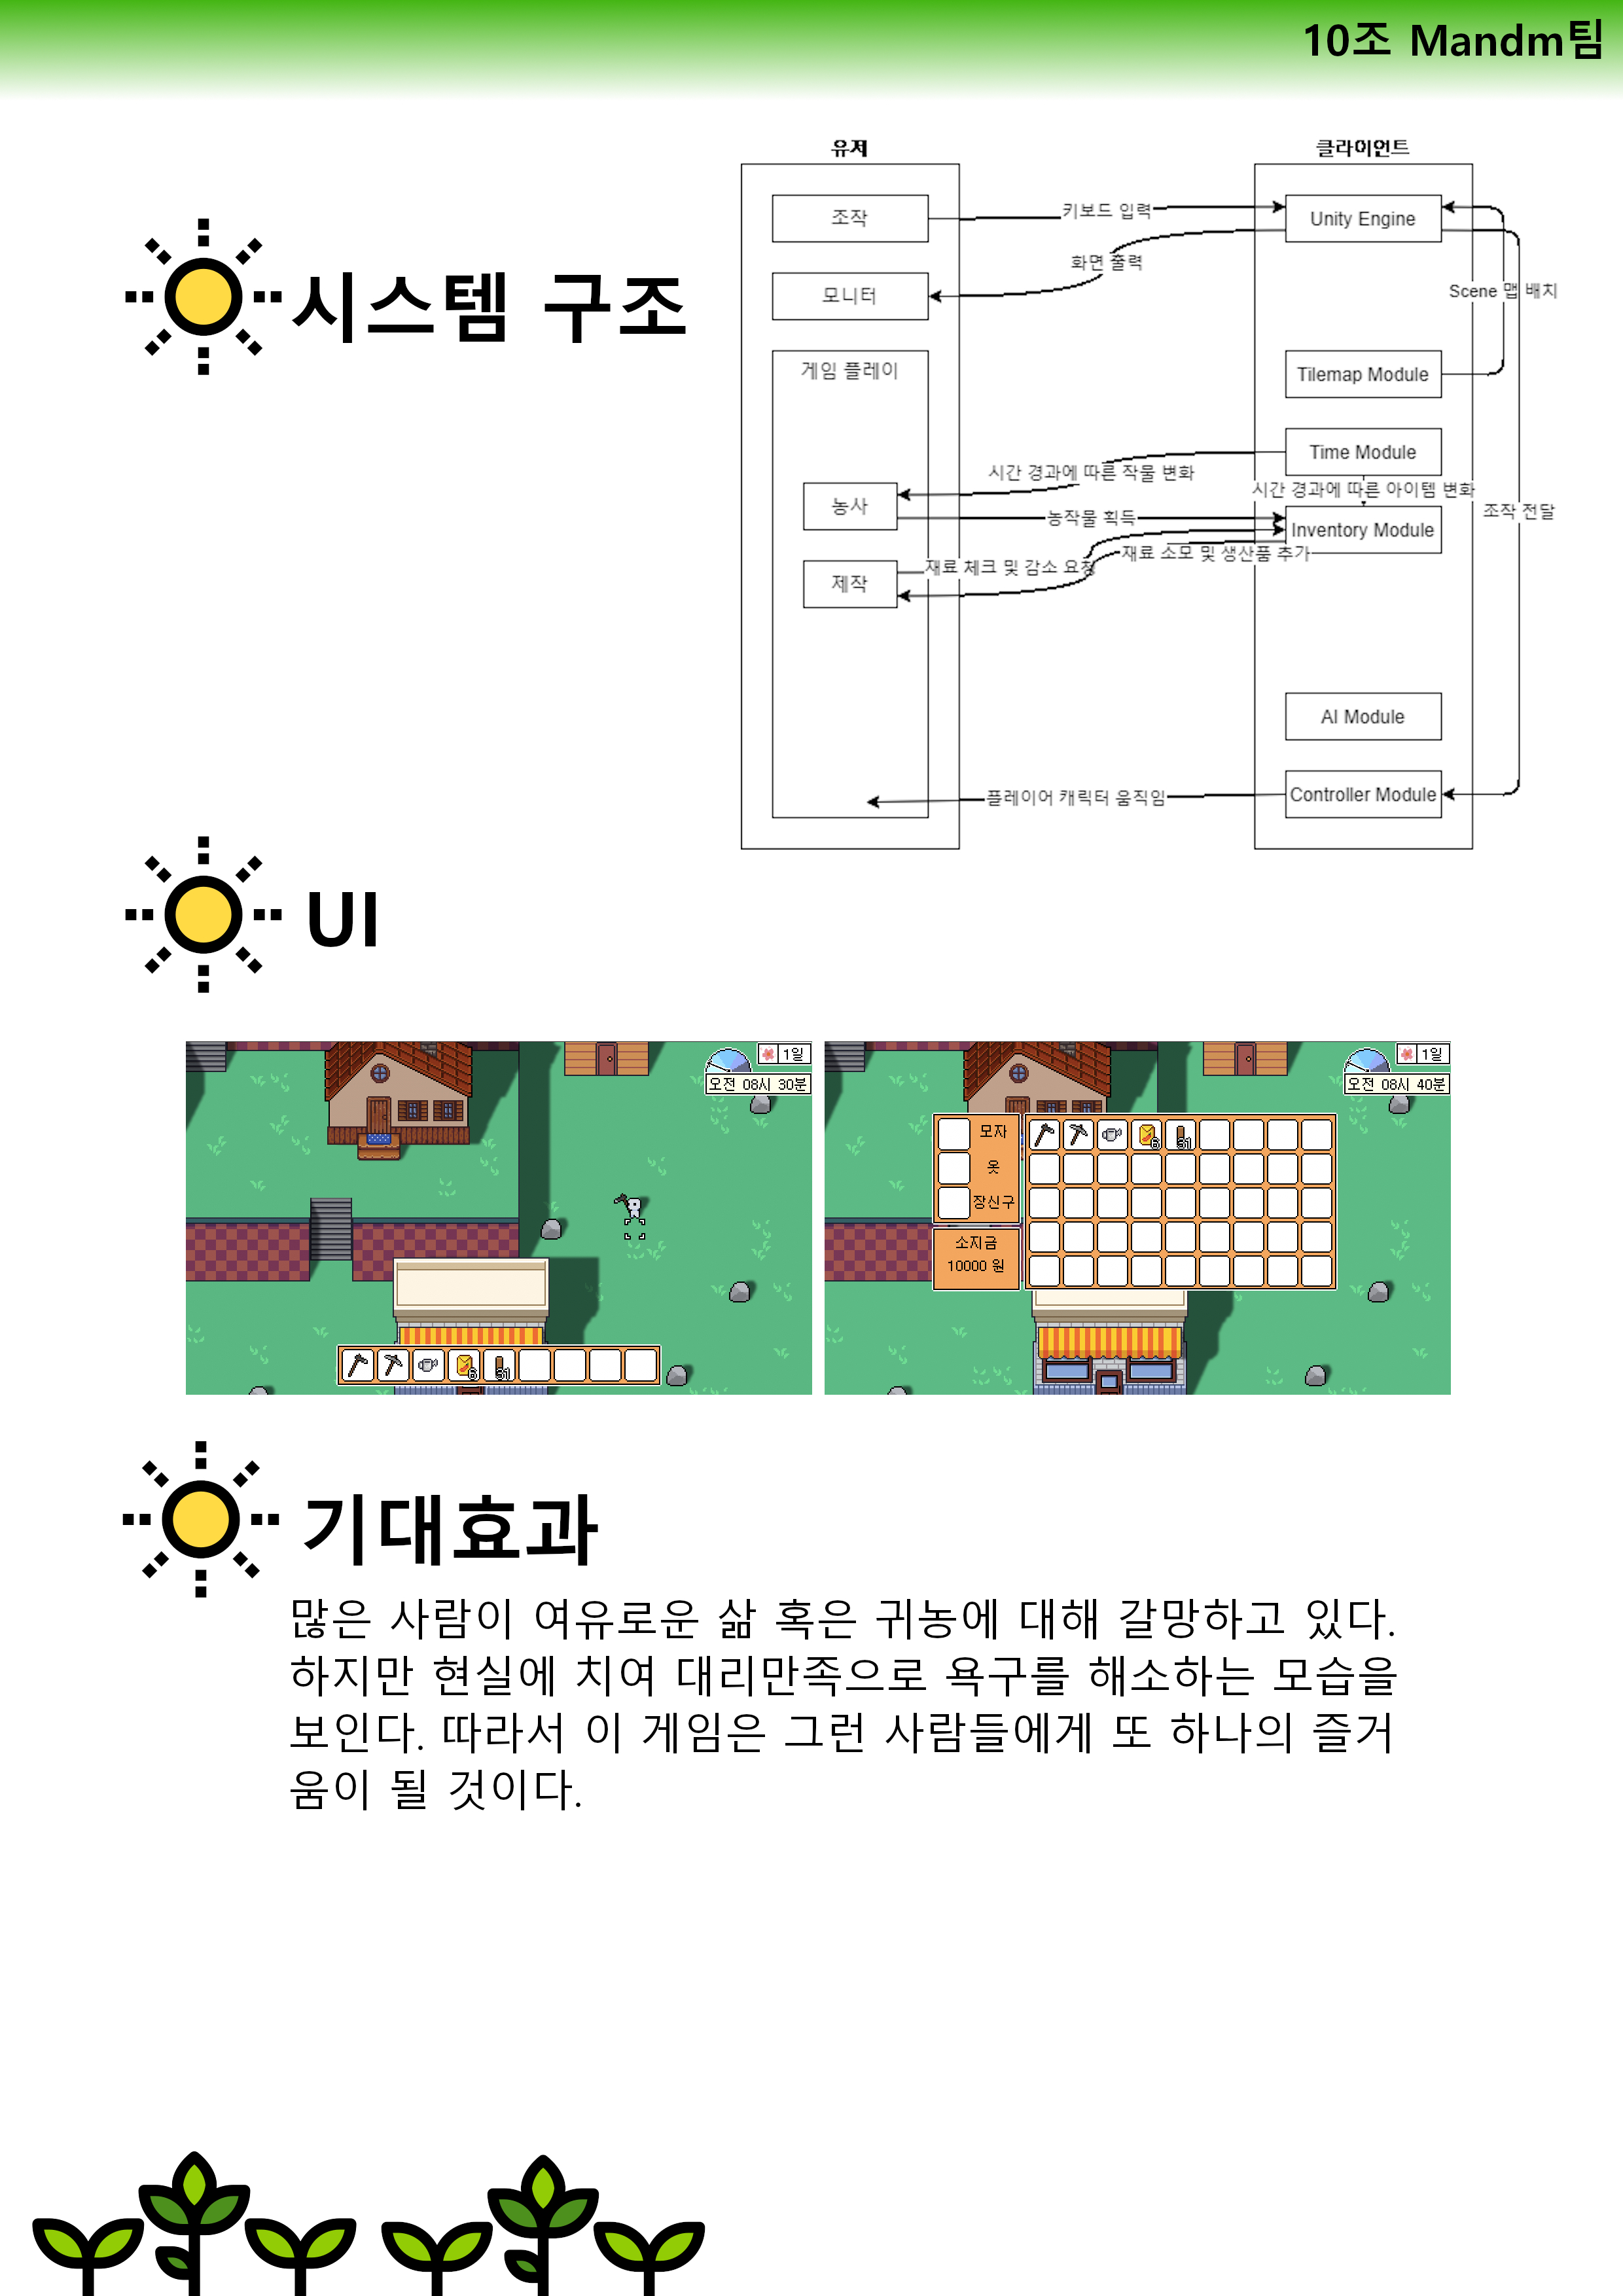 10조 Mandm팀
시스템 구조
유저
클라이언트
조작
키보드 입력
Unity Engine
화면 출력
모니터
Scene 맵 배치
게임 플레이
Tilemap Module
Time Module
시간 경과에 따른 작물 변화
시간 경과에 따른 아이템 변화
농사
농작물 획득
조작 전달
Inventory Module
재료 소모 및 생산품 추가
재료 체크 및 감소 요청
제작
AI Module
플레이어 캐릭터 움직임
Controller Module
UI
1일
오전 08시 30분
6
31
1일
오전 08시 40분
모자
옷
장신구
소지금
10000 원
6
31
기대효과
많은 사람이 여유로운 삶 혹은 귀농에 대해 갈망하고 있다.
하지만 현실에 치여 대리만족으로 욕구를 해소하는 모습을
보인다. 따라서 이 게임은 그런 사람들에게 또 하나의 즐거
움이 될 것이다.